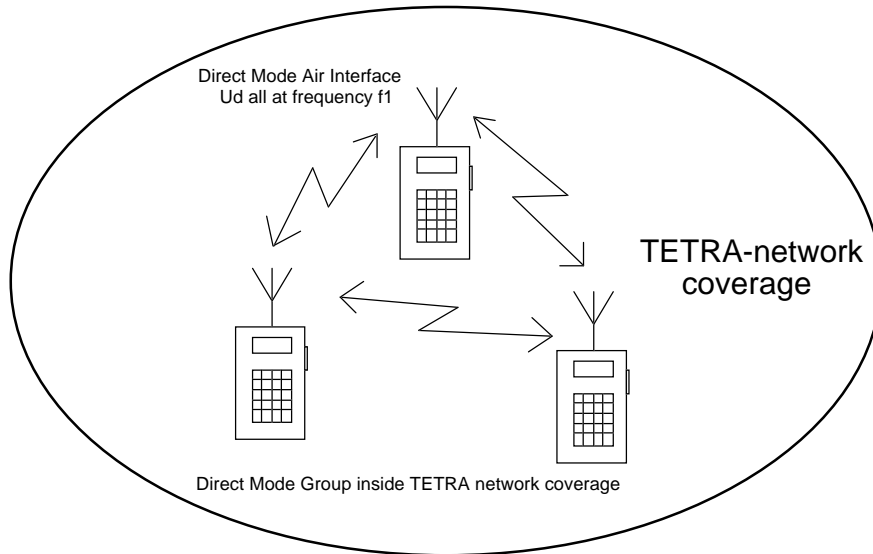 Direct Mode Air Interface
Ud all at frequency f1
TETRA-network
coverage
Direct Mode Group inside TETRA network coverage